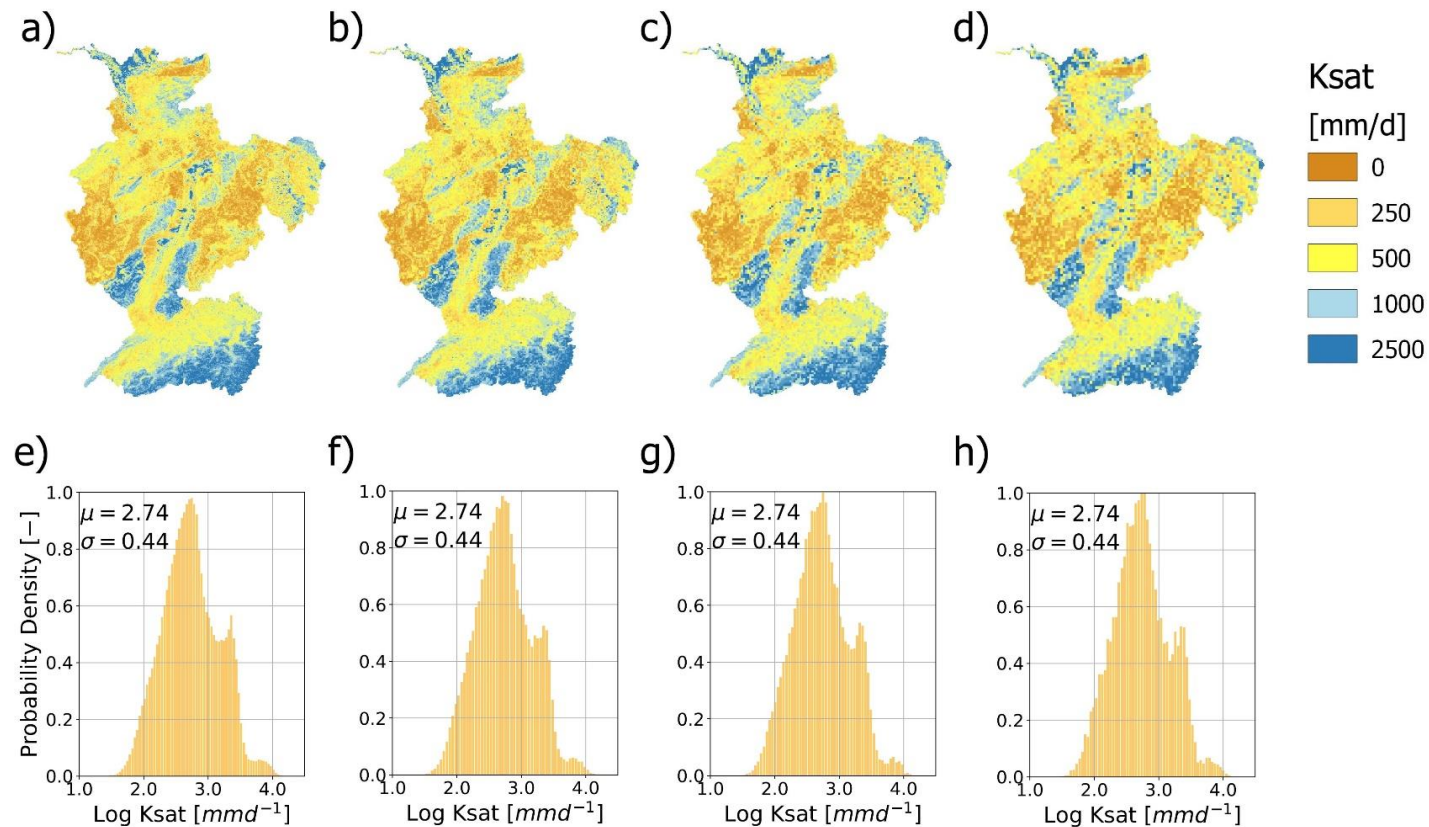 a)
b)
c)
d)
Ksat
[mm/d]
0
250
500
1000
2500
e)
f)
g)
h)
Probability Density [−]
1.0
0.8
0.6
0.4
0.2
0.0
μ = 2.74
σ = 0.44
1.0 2.0 3.0 4.0
Log Ksat [mmd⁻¹]
1.0
0.8
0.6
0.4
0.2
0.0
μ = 2.74
σ = 0.44
1.0 2.0 3.0 4.0
Log Ksat [mmd⁻¹]
1.0
0.8
0.6
0.4
0.2
0.0
μ = 2.74
σ = 0.44
1.0 2.0 3.0 4.0
Log Ksat [mmd⁻¹]
1.0
0.8
0.6
0.4
0.2
0.0
μ = 2.74
σ = 0.44
1.0 2.0 3.0 4.0
Log Ksat [mmd⁻¹]